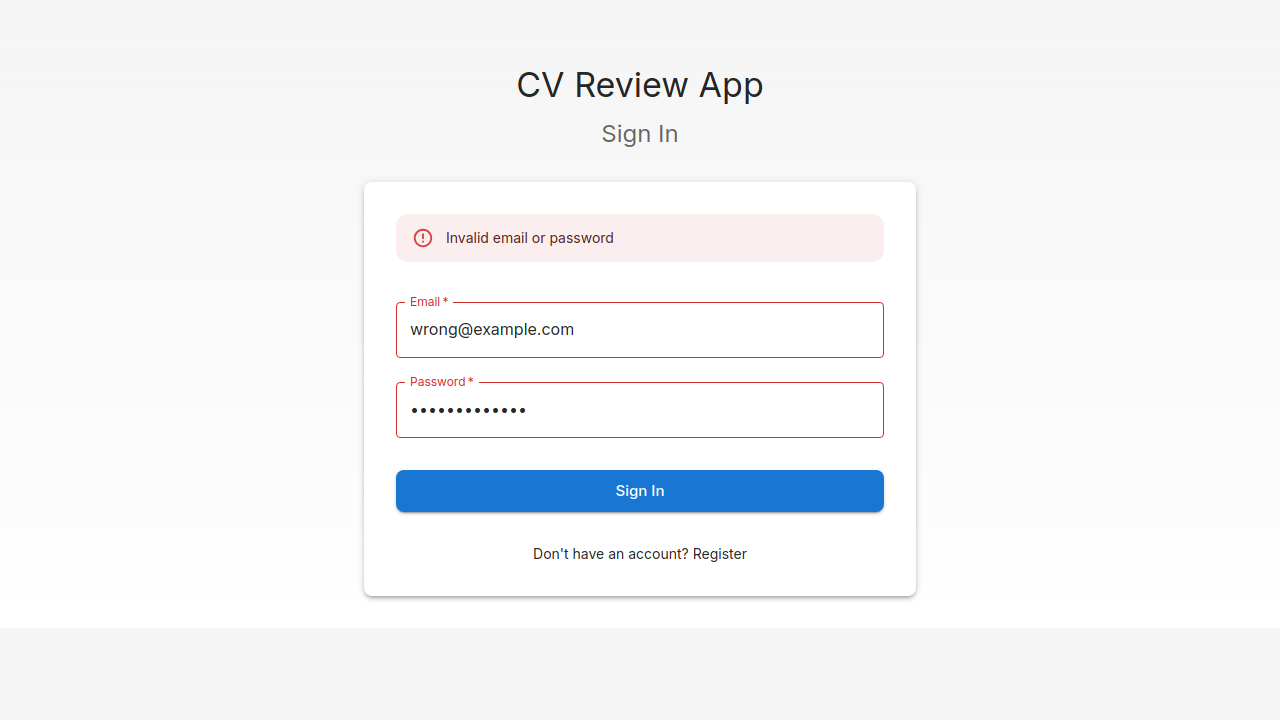 CV Review App
Sign In
Invalid email or password
Email *
wrong@example.com
Password *
•••••••••••••
Sign In
Don't have an account? Register